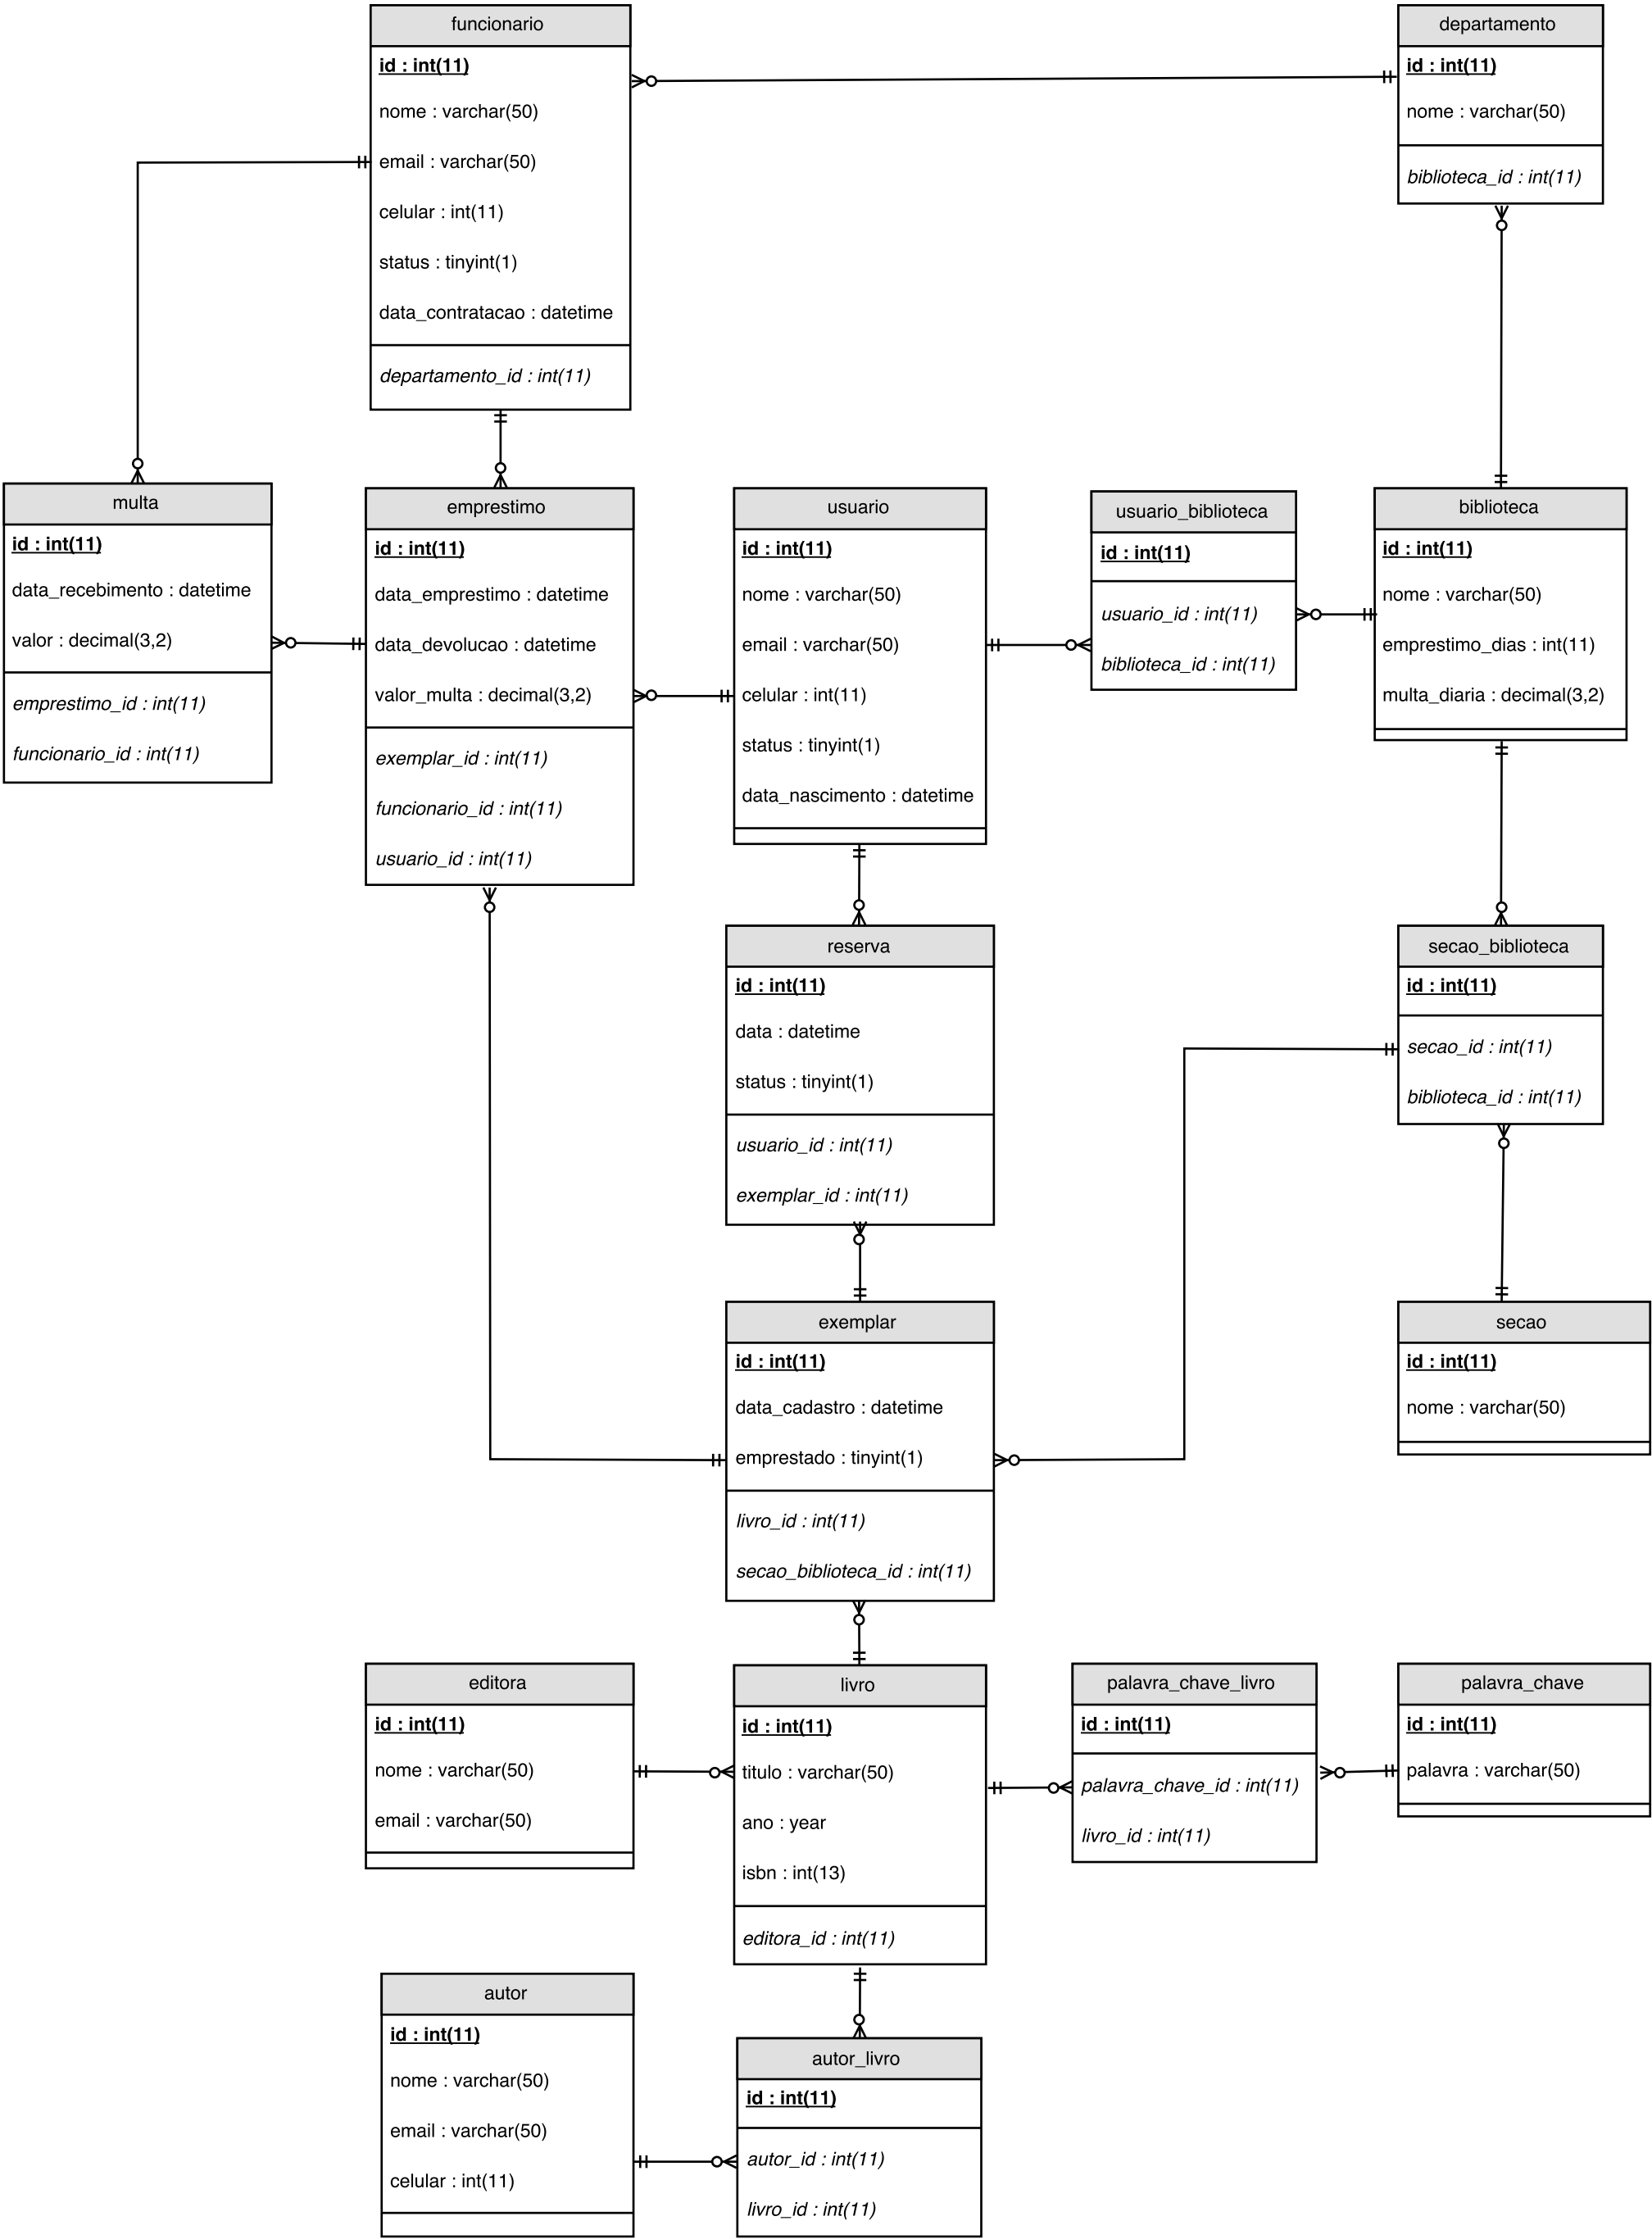 funcionario
id : int(11)
nome : varchar(50)
email : varchar(50)
celular : int(11)
status : tinyint(1)
data_contratacao : datetime
departamento_id : int(11)
departamento
id : int(11)
nome : varchar(50)
biblioteca_id : int(11)
multa
id : int(11)
data_recebimento : datetime
valor : decimal(3,2)
emprestimo_id : int(11)
funcionario_id : int(11)
emprestimo
id : int(11)
data_emprestimo : datetime
data_devolucao : datetime
valor_multa : decimal(3,2)
exemplar_id : int(11)
funcionario_id : int(11)
usuario_id : int(11)
usuario
id : int(11)
nome : varchar(50)
email : varchar(50)
celular : int(11)
status : tinyint(1)
data_nascimento : datetime
usuario_biblioteca
id : int(11)
usuario_id : int(11)
biblioteca_id : int(11)
biblioteca
id : int(11)
nome : varchar(50)
emprestimo_dias : int(11)
multa_diaria : decimal(3,2)
reserva
id : int(11)
data : datetime
status : tinyint(1)
usuario_id : int(11)
exemplar_id : int(11)
secao_biblioteca
id : int(11)
secao_id : int(11)
biblioteca_id : int(11)
exemplar
id : int(11)
data_cadastro : datetime
emprestado : tinyint(1)
livro_id : int(11)
secao_biblioteca_id : int(11)
secao
id : int(11)
nome : varchar(50)
editora
id : int(11)
nome : varchar(50)
email : varchar(50)
livro
id : int(11)
titulo : varchar(50)
ano : year
isbn : int(13)
editora_id : int(11)
palavra_chave_livro
id : int(11)
palavra_chave_id : int(11)
livro_id : int(11)
palavra_chave
id : int(11)
palavra : varchar(50)
autor
id : int(11)
nome : varchar(50)
email : varchar(50)
celular : int(11)
autor_livro
id : int(11)
autor_id : int(11)
livro_id : int(11)